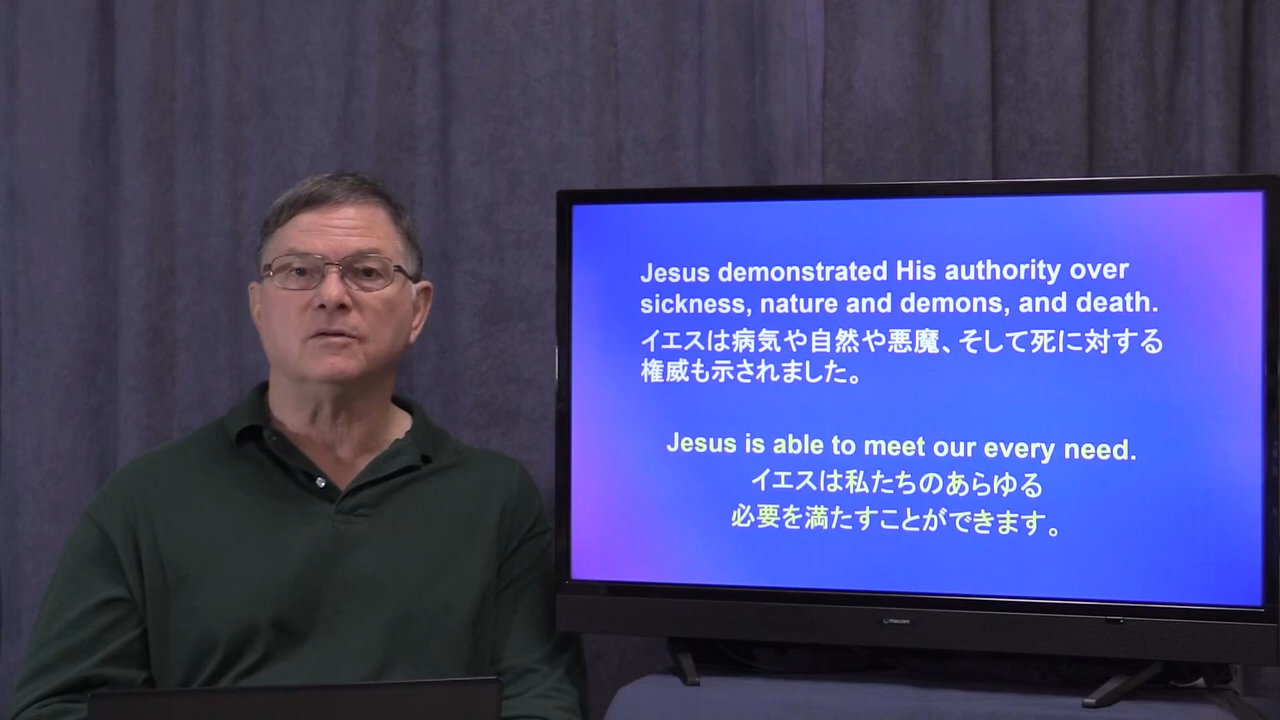 Jesus demonstrated His authority over
sickness, nature and demons, and death.
イエスは病気や自然や悪魔、そして死に対する
権威も示されました。
Jesus is able to meet our every need.
イエスは私たちのあらゆる
必要を満たすことができます。